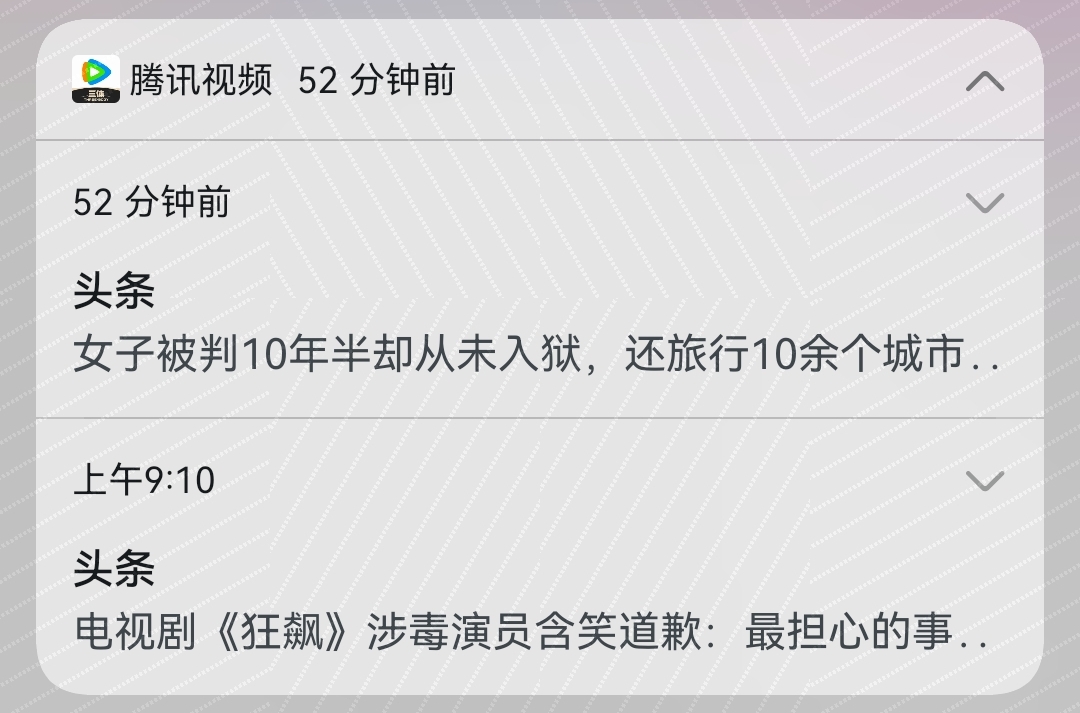 三体
腾讯视频 52 分钟前
52 分钟前
头条
女子被判10年半却从未入狱，还旅行10余个城市..
上午9:10
头条
电视剧《狂飙》涉毒演员含笑道歉：最担心的事..